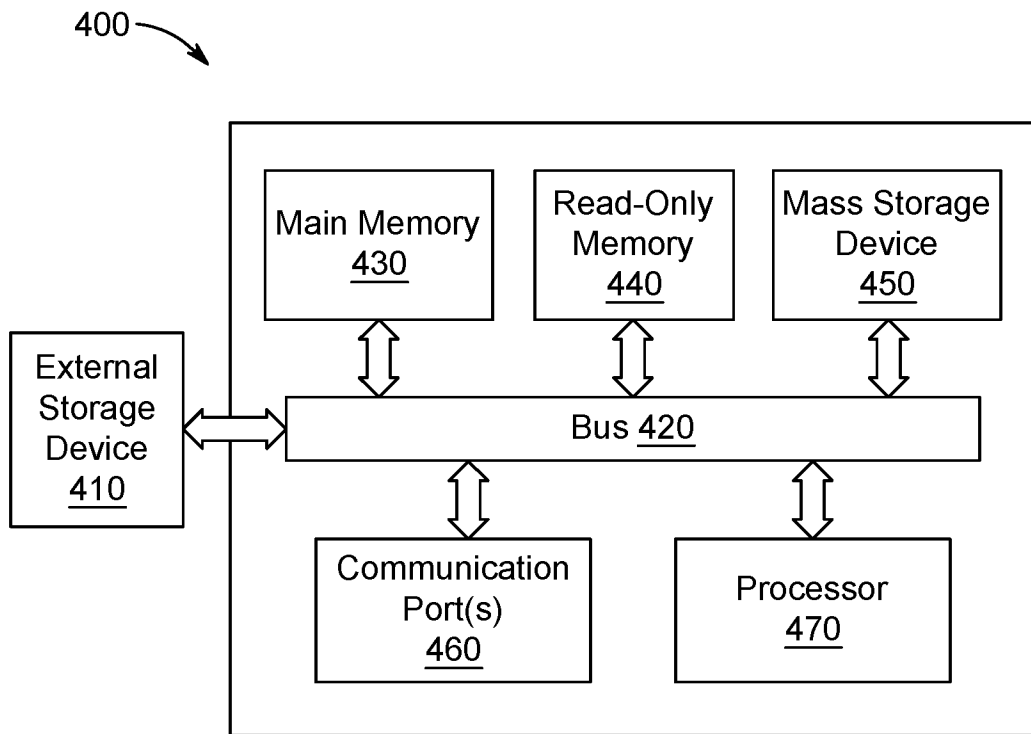 400
Main Memory
430
Read-Only
Memory
440
Mass Storage
Device
450
External
Storage
Device
410
Bus 420
Communication
Port(s)
460
Processor
470